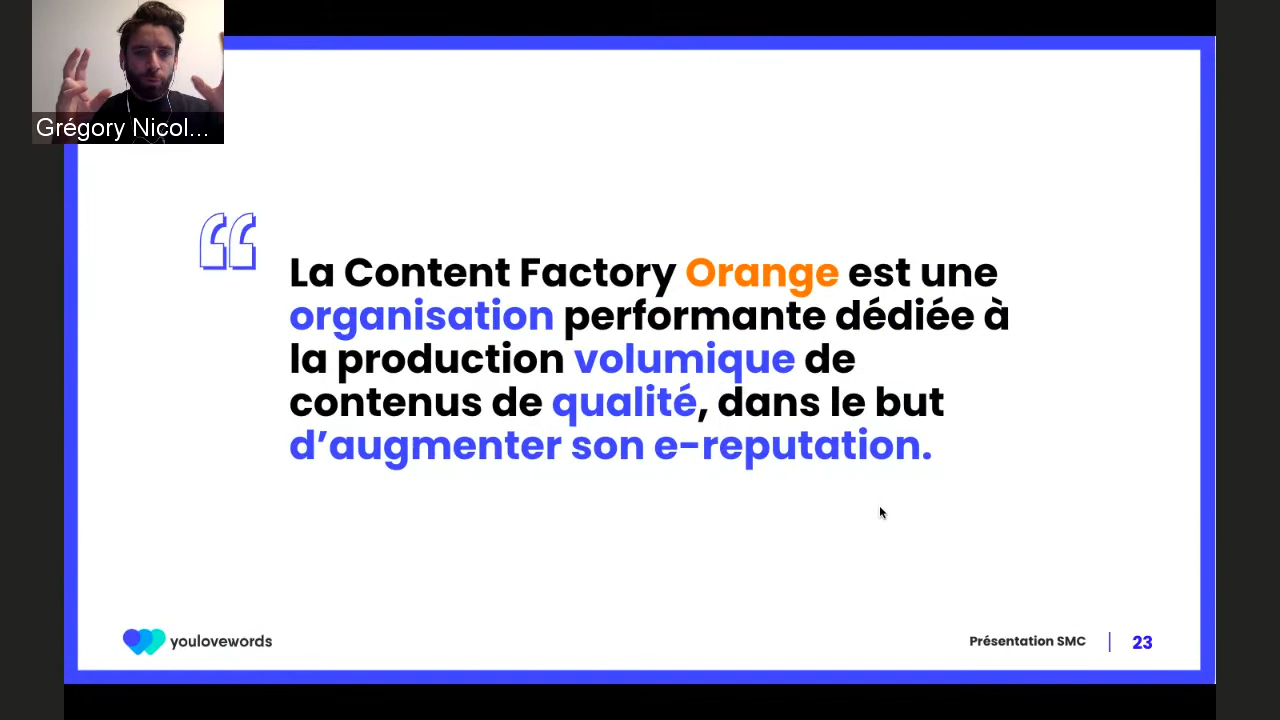 Grégory Nicol...
La Content Factory Orange est une
organisation performante dédiée à
la production volumique de
contenus de qualité, dans le but
d’augmenter son e-reputation.
youlovewords
Présentation SMC | 23